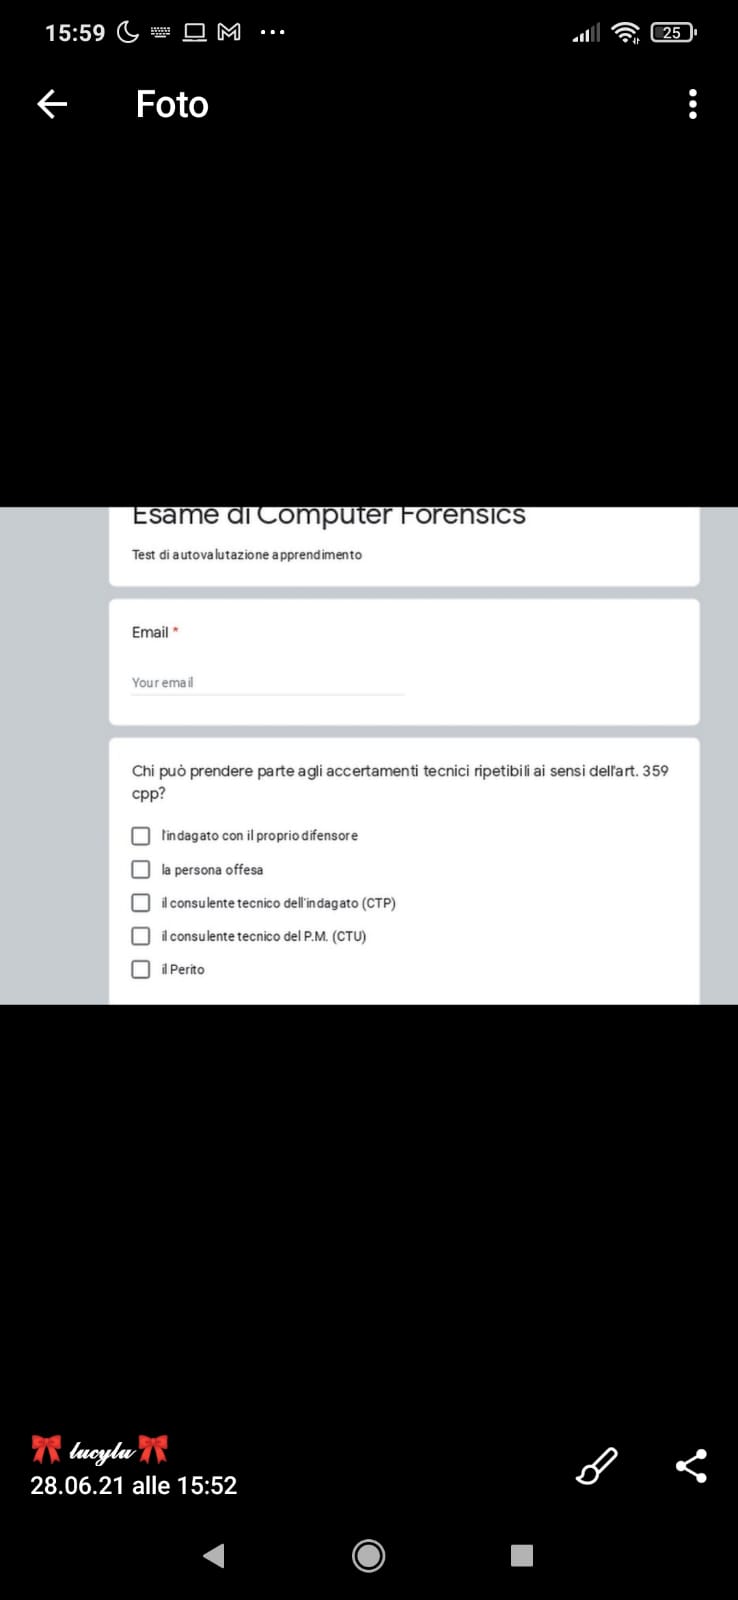 15:59 25
Foto
Esame di Computer Forensics
Test di autovalutazione apprendimento
Email *
Your email
Chi può prendere parte agli accertamenti tecnici ripetibili ai sensi dell'art. 359
cpp?
l'indagato con il proprio difensore
la persona offesa
il consulente tecnico dell'indagato (CTP)
il consulente tecnico del P.M. (CTU)
il Perito
🎀 𝓵𝓾𝓬𝔂𝓵𝓾 🎀
28.06.21 alle 15:52